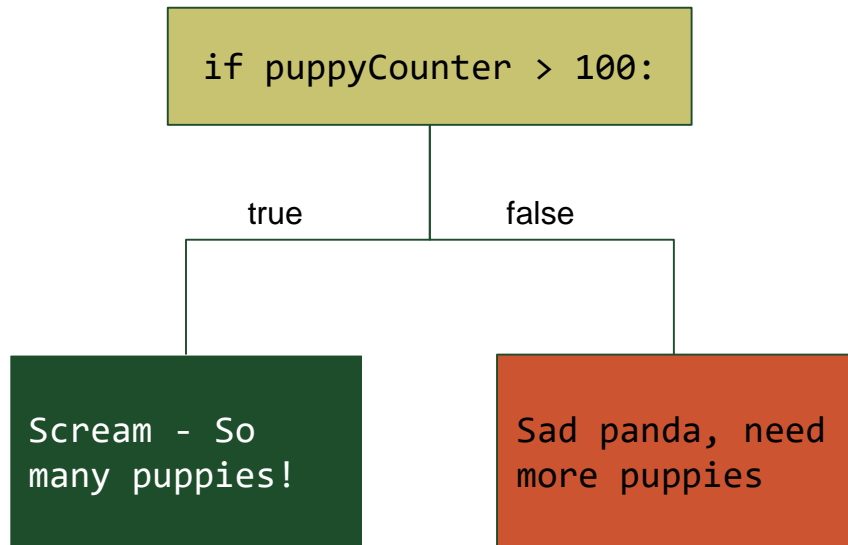 if puppyCounter > 100:
true
false
Scream - So
many puppies!
Sad panda, need
more puppies